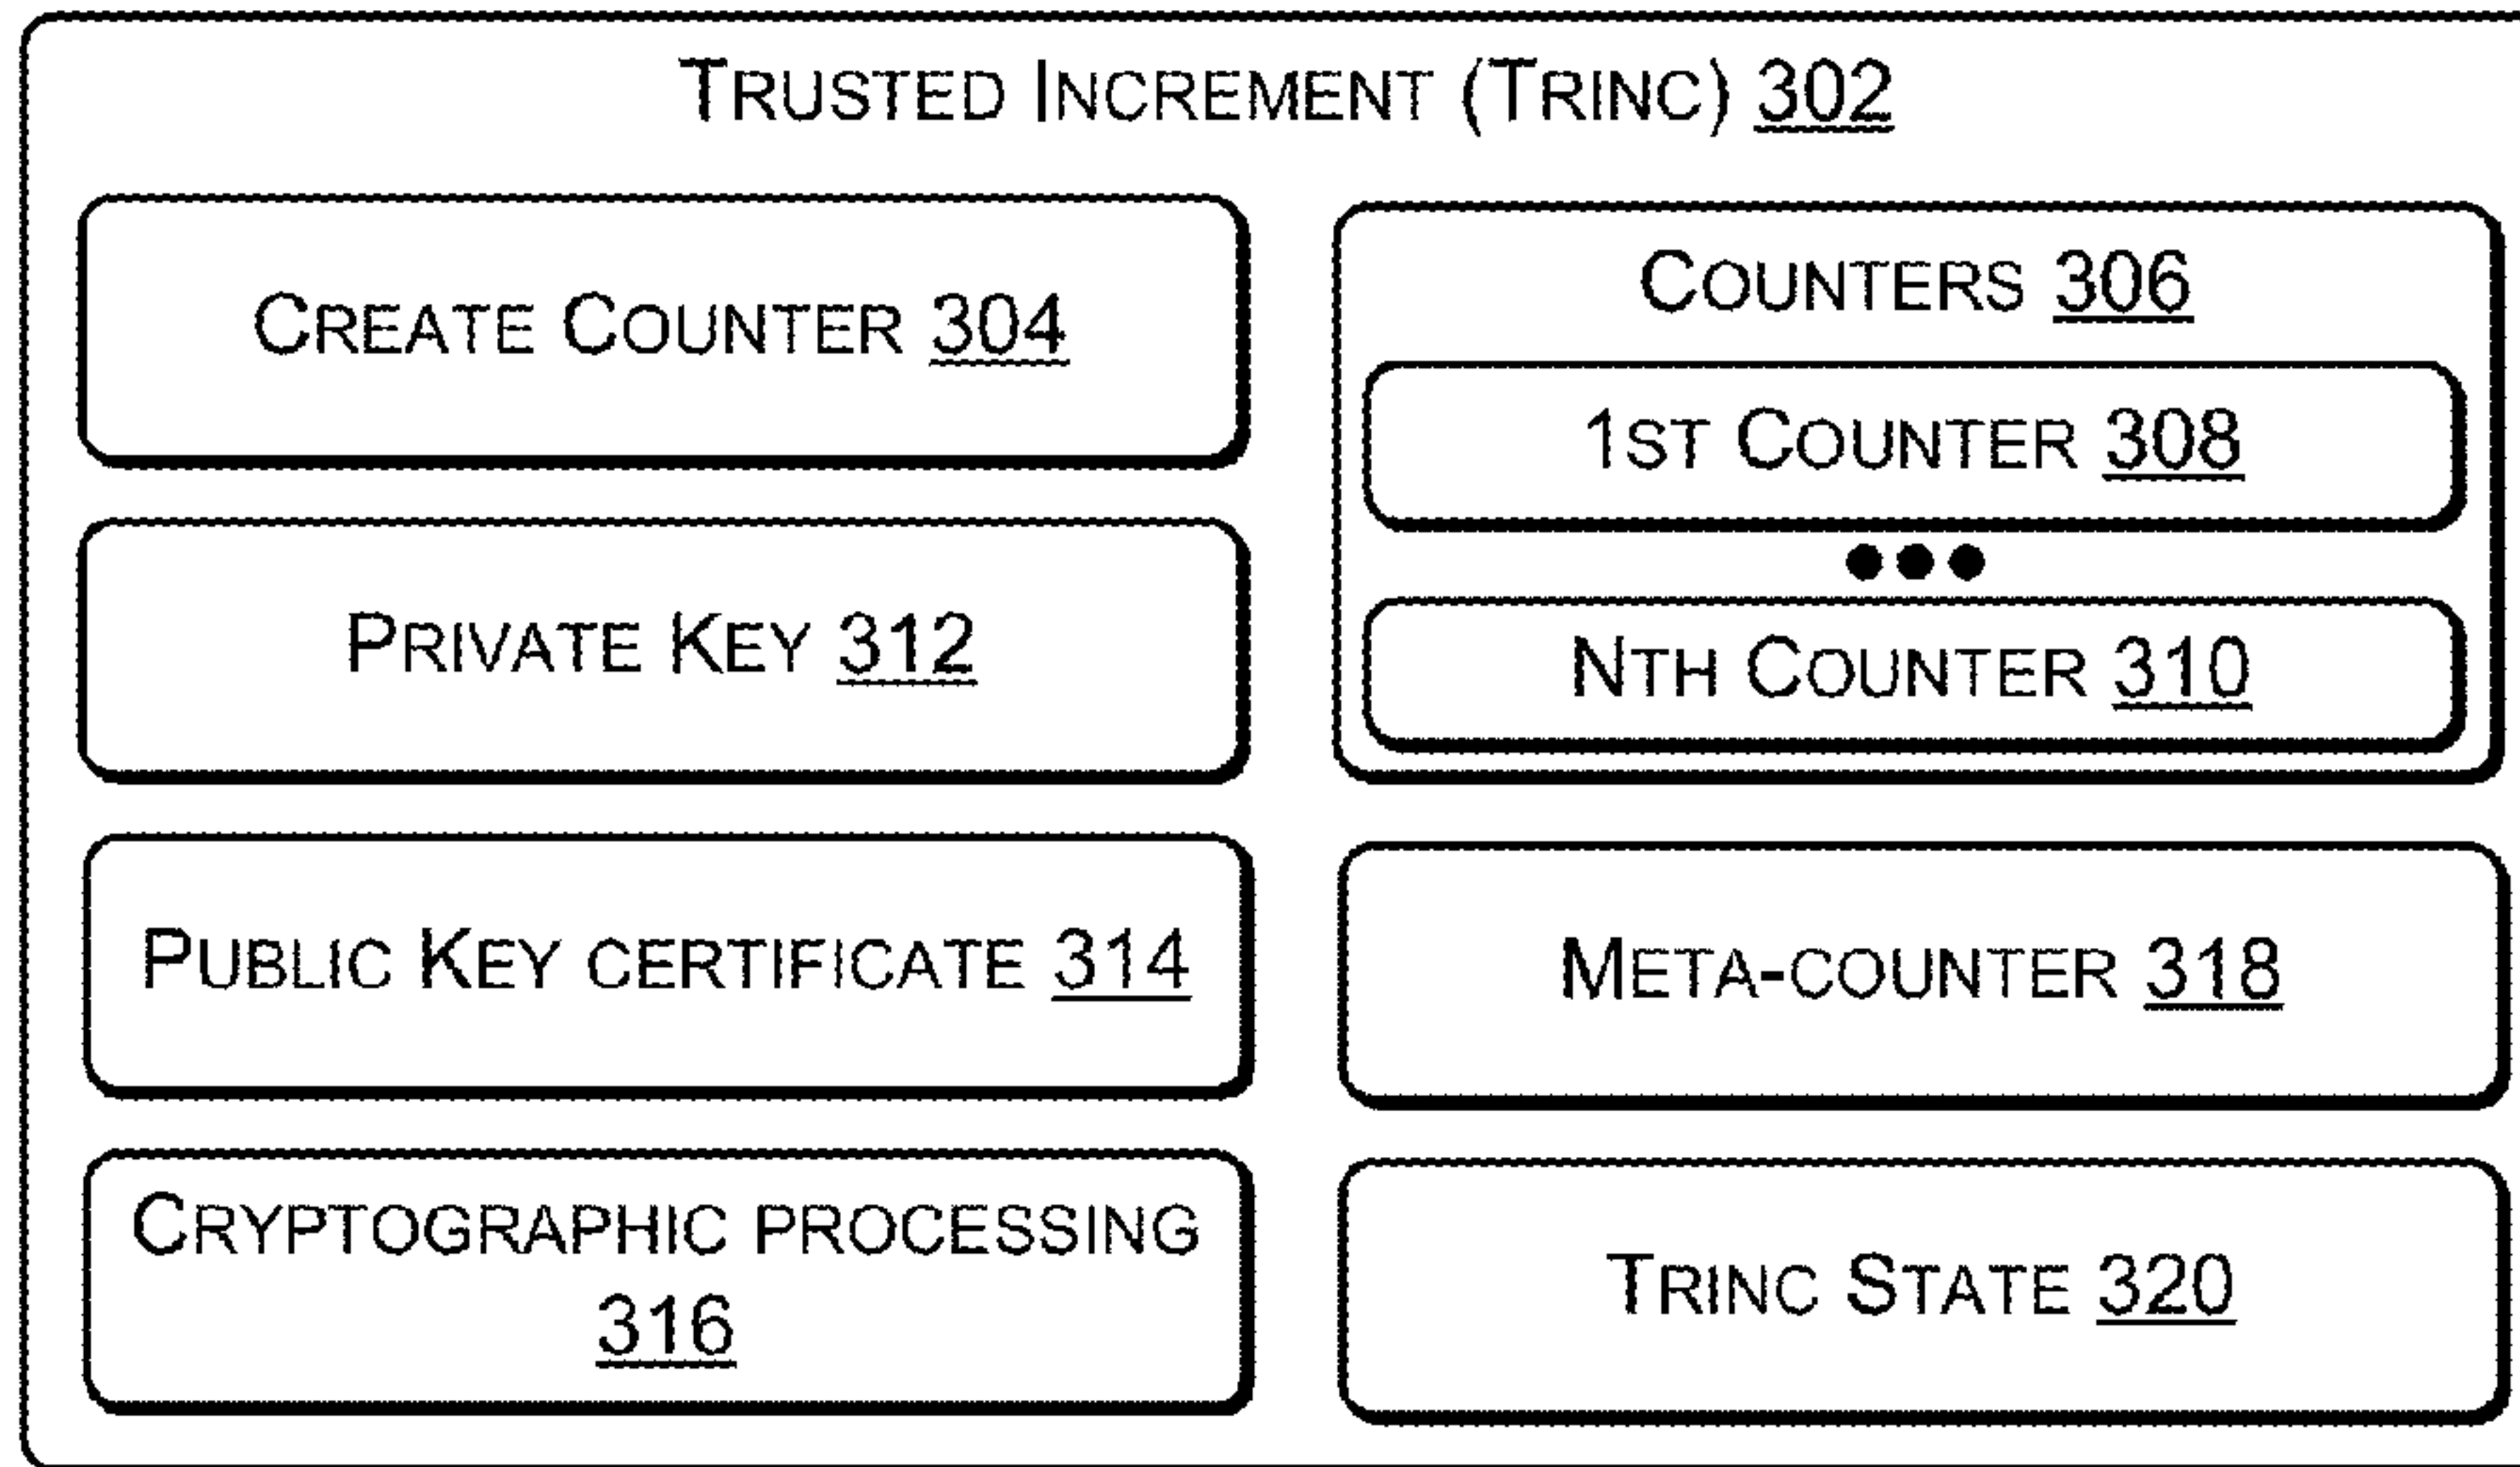 TRUSTED INCREMENT (TRINC) 302
CREATE COUNTER 304
COUNTERS 306
1ST COUNTER 308
●●●
NTH COUNTER 310
PRIVATE KEY 312
PUBLIC KEY CERTIFICATE 314
META-COUNTER 318
CRYPTOGRAPHIC PROCESSING
316
TRINC STATE 320